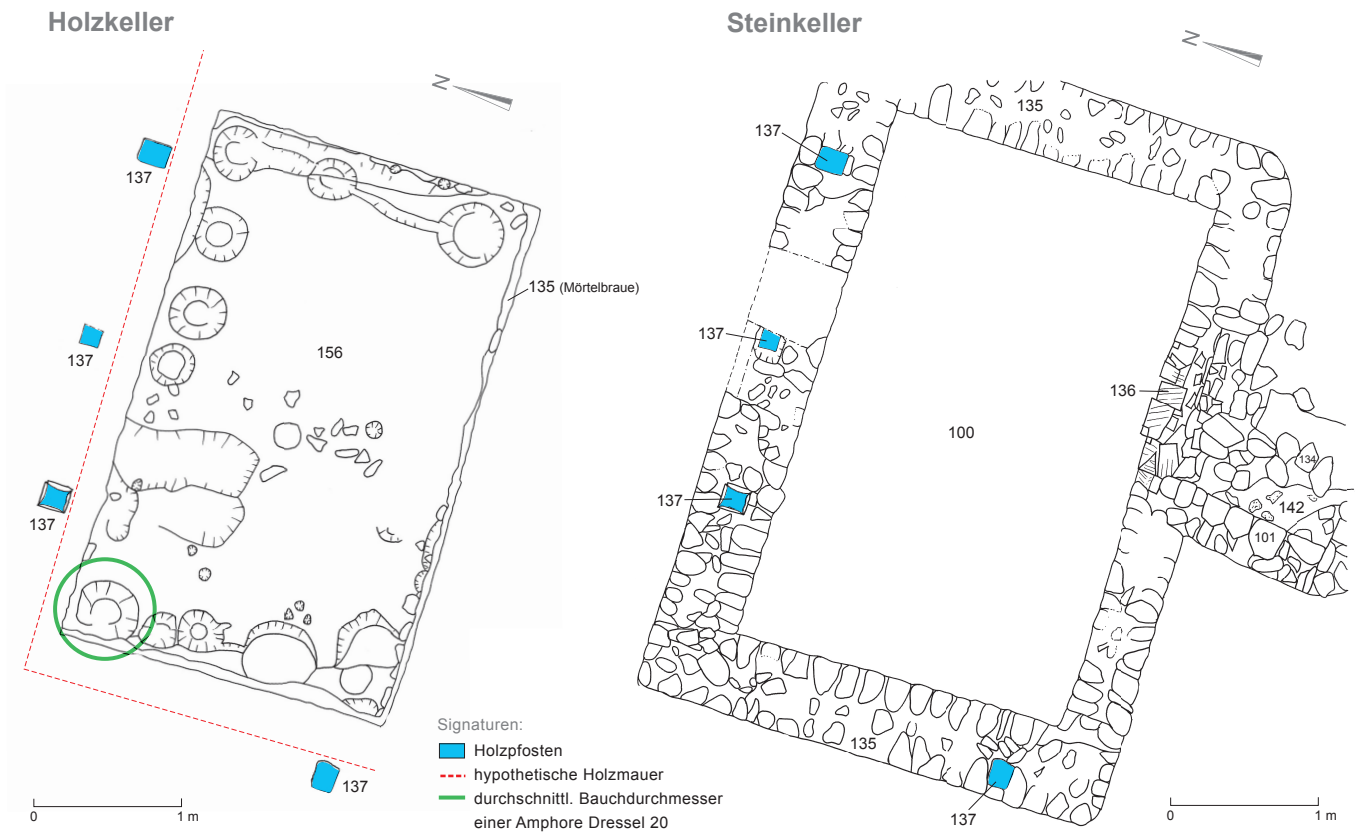 Holzkeller
N
137
137
137
137
156
135 (Mörtelbraue)
0 1 m
Signaturen:
Holzpfosten
hypothetische Holzmauer
durchschnittl. Bauchdurchmesser
einer Amphore Dressel 20
Steinkeller
N
135
137
137
136
100
134
137
142
101
135
137
0 1 m